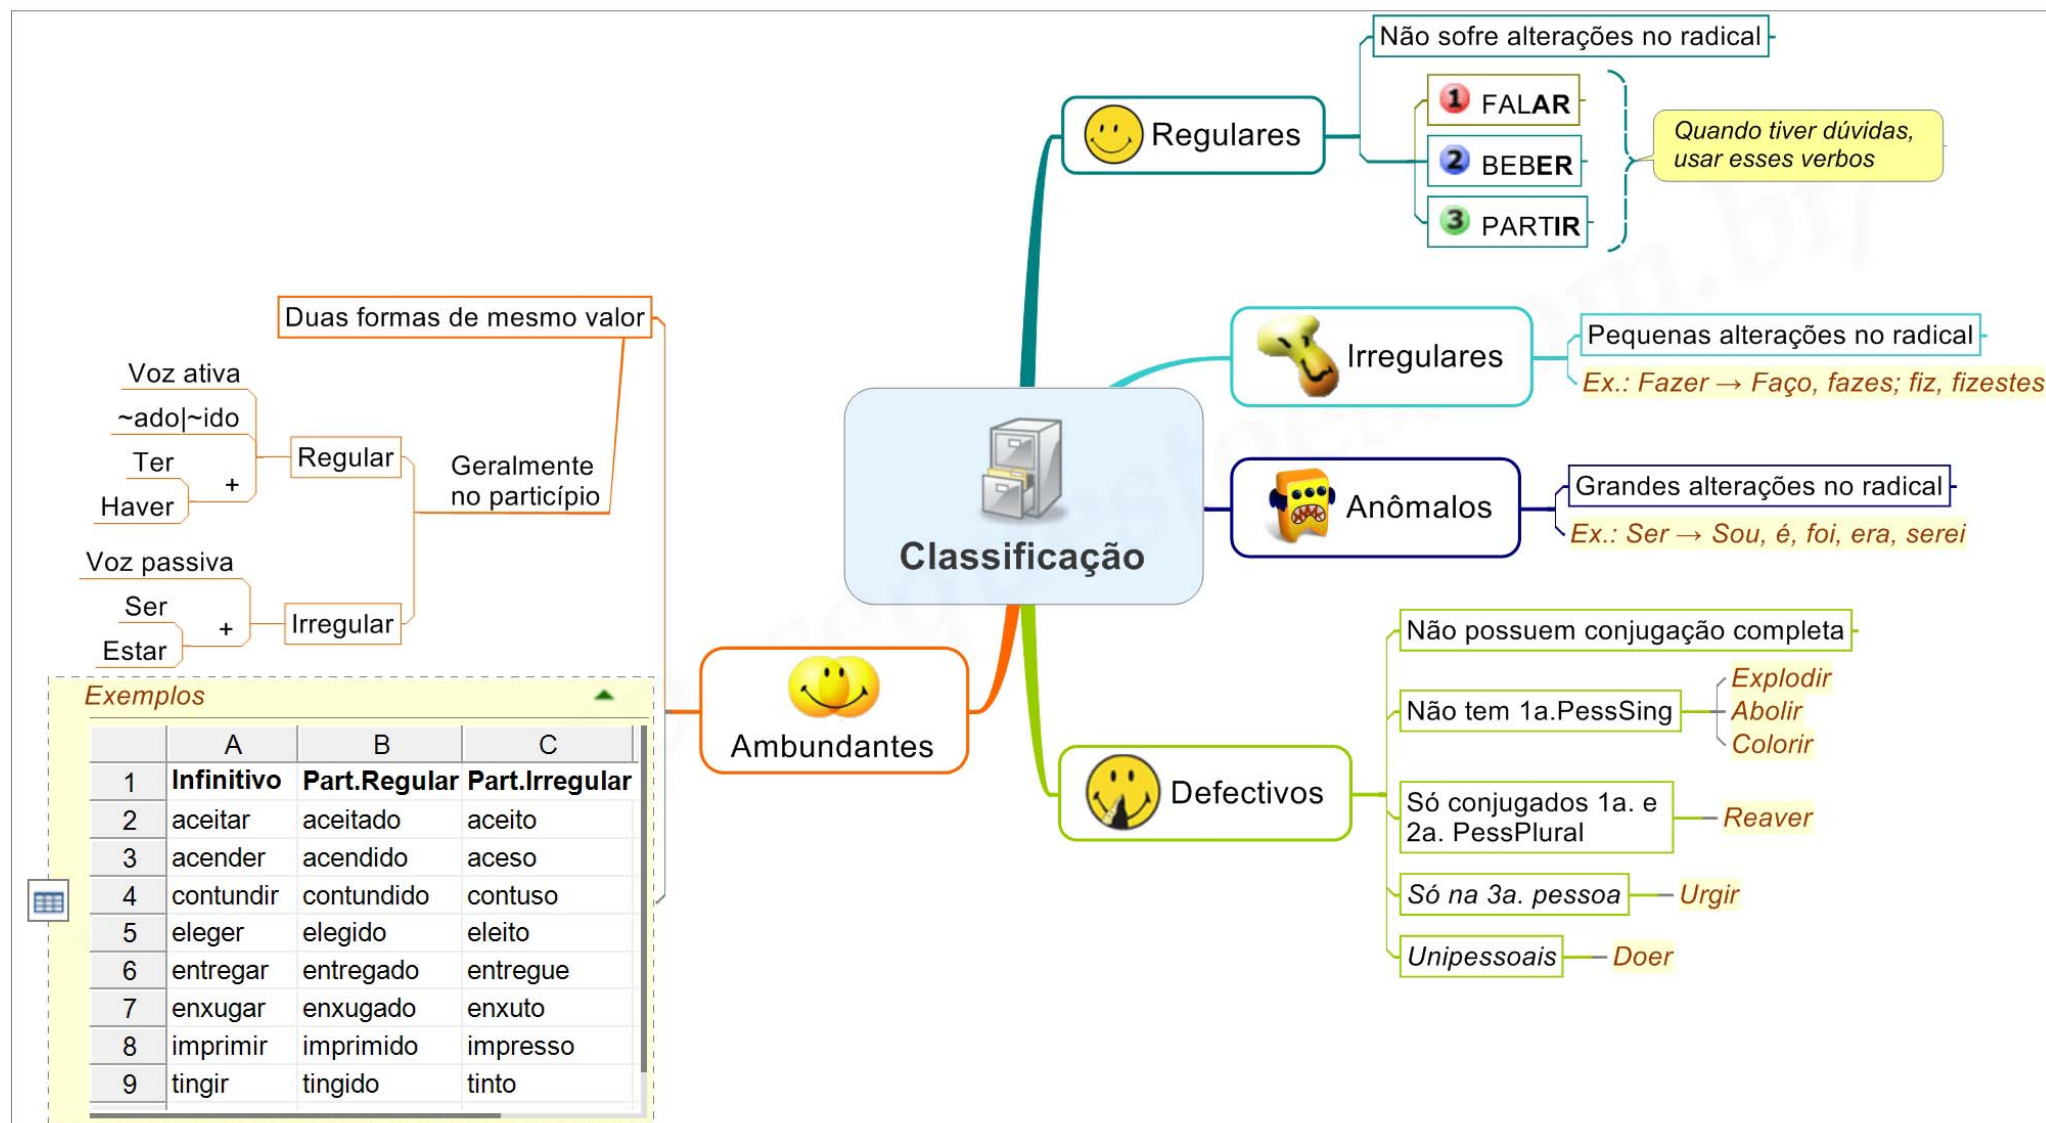 Não sofre alterações no radical
Regulares
1 FALAR
2 BEBER
3 PARTIR
Quando tiver dúvidas,
usar esses verbos
Irregulares
Pequenas alterações no radical
Ex.: Fazer → Faço, fazes; fiz, fizestes
Classificação
Anômalos
Grandes alterações no radical
Ex.: Ser → Sou, é, foi, era, serei
Defectivos
Não possuem conjugação completa
Não tem 1a.PessSing
Explodir
Abolir
Colorir
Só conjugados 1a. e
2a. PessPlural
Reaver
Só na 3a. pessoa
Urgir
Unipessoais
Doer
Ambundantes
Duas formas de mesmo valor
Geralmente
no particípio
Regular
Voz ativa
~ado|~ido
Ter
Haver
+
Irregular
Voz passiva
Ser
Estar
+
Exemplos
A B C
1 Infinitivo Part.Regular Part.Irregular
2 aceitar aceitado aceito
3 acender acendido aceso
4 contundir contundido contuso
5 eleger elegido eleito
6 entregar entregado entregue
7 enxugar enxugado enxuto
8 imprimir imprimido impresso
9 tingir tingido tinto